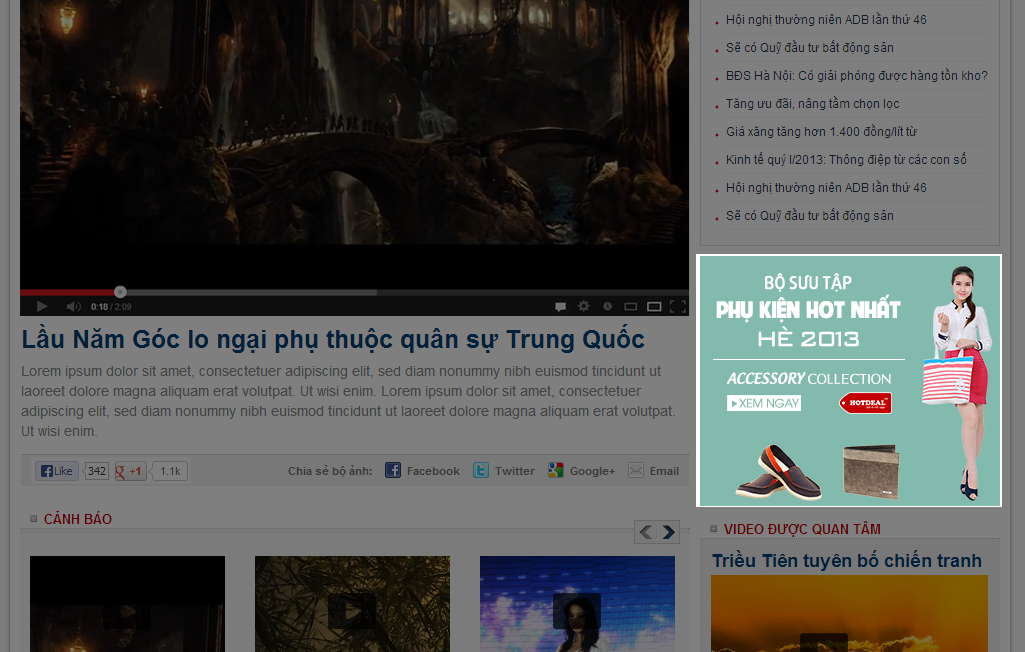 Hội nghị thường niên ADB lần thứ 46
Sẽ có Quỹ đầu tư bất động sản
BĐS Hà Nội: Có giải phóng được hàng tồn kho?
Tăng ưu đãi, nâng tầm chọn lọc
Giá xăng tăng hơn 1.400 đồng/lít từ
Kinh tế quý I/2013: Thông điệp từ các con số
Hội nghị thường niên ADB lần thứ 46
Sẽ có Quỹ đầu tư bất động sản
0:18 / 2:09
Lầu Năm Góc lo ngại phụ thuộc quân sự Trung Quốc
Lorem ipsum dolor sit amet, consectetuer adipiscing elit, sed diam nonummy nibh euismod tincidunt ut
laoreet dolore magna aliquam erat volutpat. Ut wisi enim. Lorem ipsum dolor sit amet, consectetuer
adipiscing elit, sed diam nonummy nibh euismod tincidunt ut laoreet dolore magna aliquam erat volutpat.
Ut wisi enim.
Like 342 +1 1.1k Chia sẻ bộ ảnh: Facebook Twitter Google+ Email
BỘ SƯU TẬP
PHỤ KIỆN HOT NHẤT
HÈ 2013
ACCESSORY COLLECTION
XEM NGAY
HOTDEAL
CẢNH BÁO
VIDEO ĐƯỢC QUAN TÂM
Triều Tiên tuyên bố chiến tranh